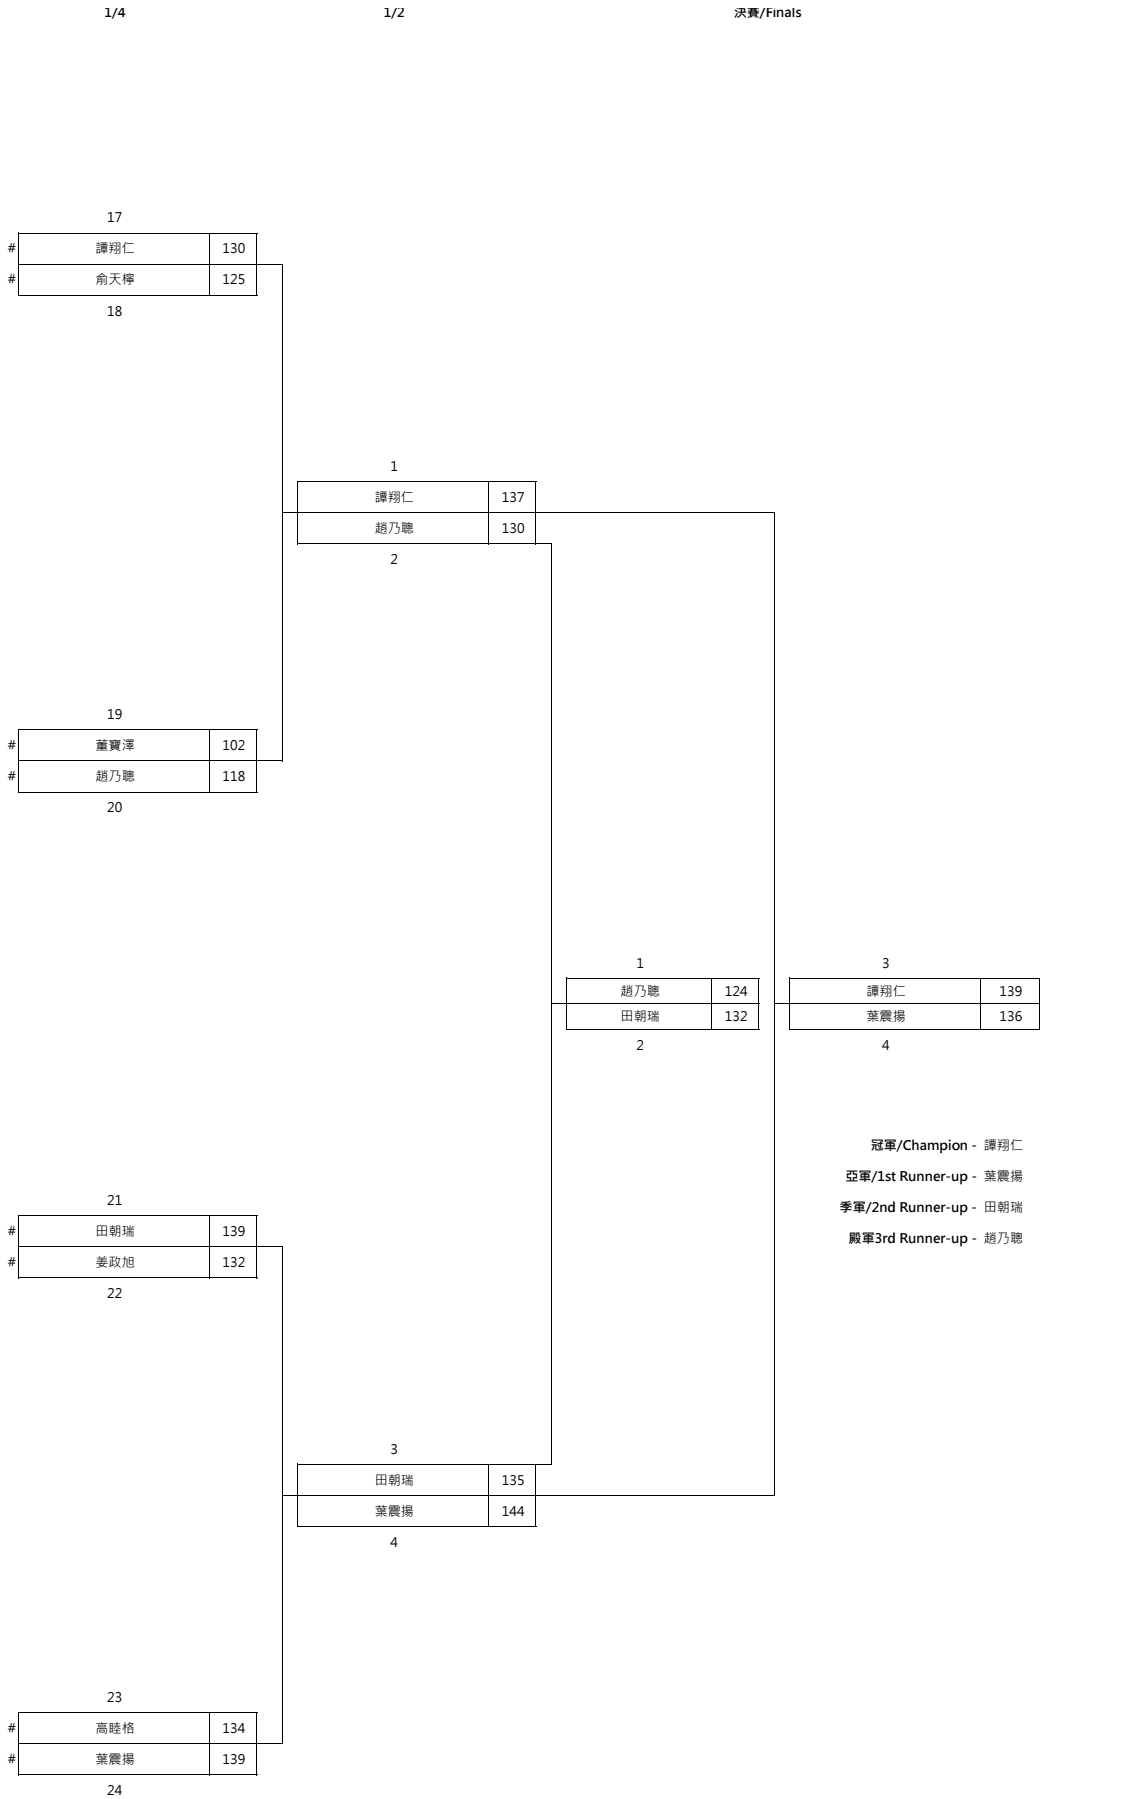 1/4 1/2 決賽/Finals
17
# 譚翔仁 130
# 俞天檸 125
18
1
譚翔仁 137
趙乃聰 130
2
19
# 董寶澤 102
# 趙乃聰 118
20
1 3
趙乃聰 124 譚翔仁 139
田朝瑞 132 葉震揚 136
2 4
冠軍/Champion - 譚翔仁
亞軍/1st Runner-up - 葉震揚
季軍/2nd Runner-up - 田朝瑞
殿軍3rd Runner-up - 趙乃聰
21
# 田朝瑞 139
# 姜政旭 132
22
3
田朝瑞 135
葉震揚 144
4
23
# 高睦格 134
# 葉震揚 139
24